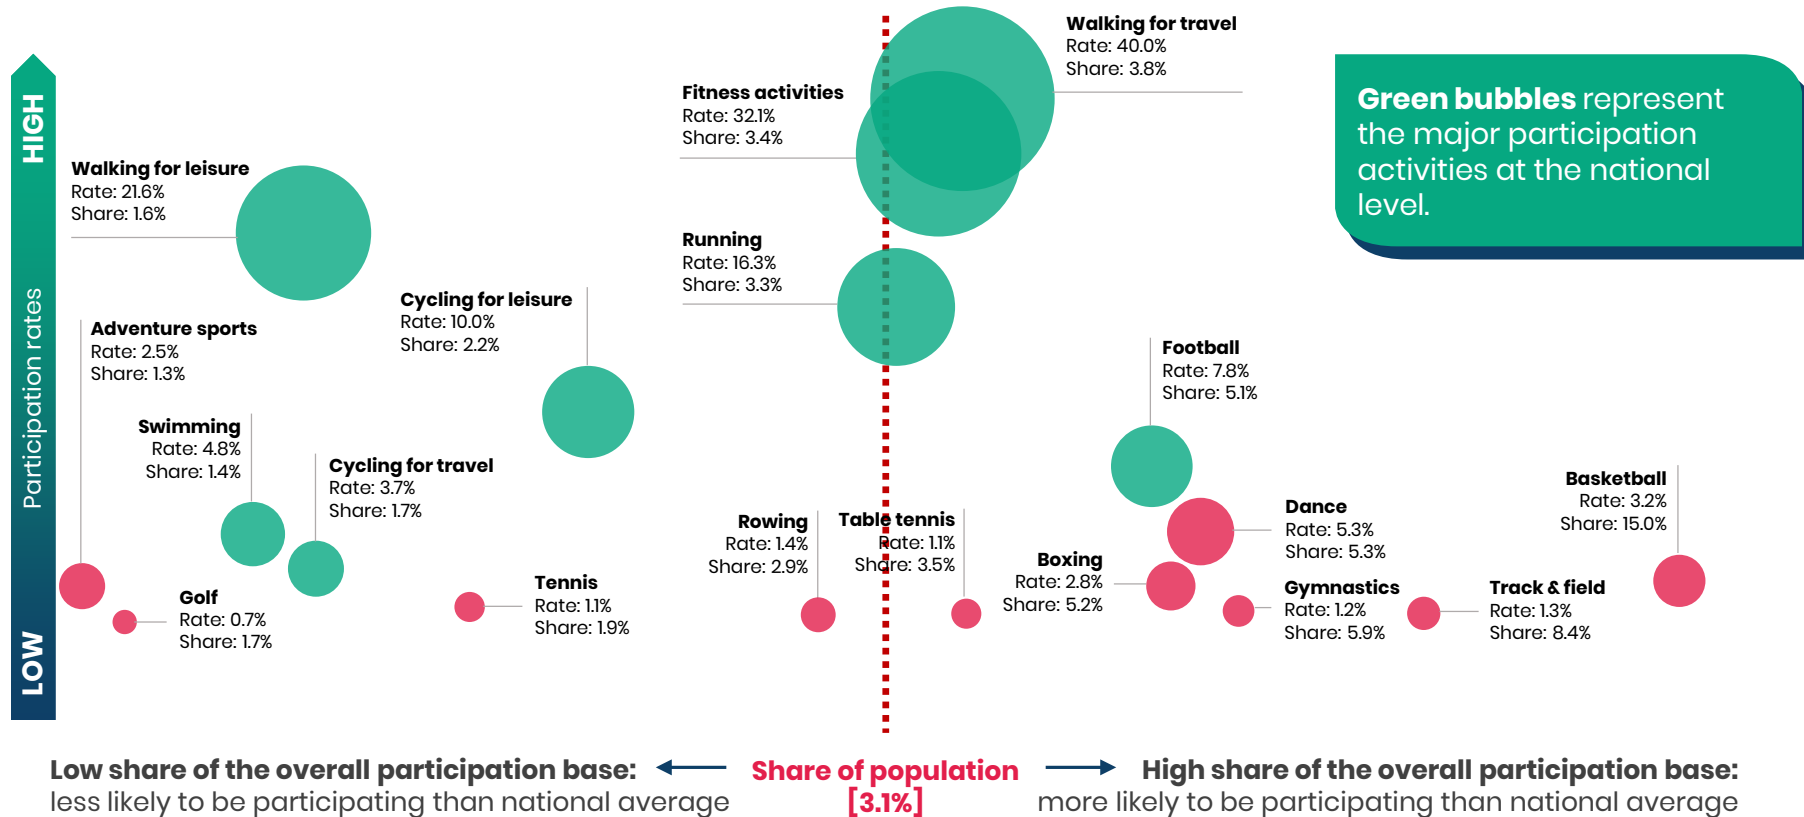 HIGH
Participation rates
LOW
Walking for travel
Rate: 40.0%
Share: 3.8%
Fitness activities
Rate: 32.1%
Share: 3.4%
Green bubbles represent
the major participation
activities at the national
level.
Walking for leisure
Rate: 21.6%
Share: 1.6%
Running
Rate: 16.3%
Share: 3.3%
Cycling for leisure
Rate: 10.0%
Share: 2.2%
Adventure sports
Rate: 2.5%
Share: 1.3%
Football
Rate: 7.8%
Share: 5.1%
Swimming
Rate: 4.8%
Share: 1.4%
Cycling for travel
Rate: 3.7%
Share: 1.7%
Basketball
Rate: 3.2%
Share: 15.0%
Dance
Rate: 5.3%
Share: 5.3%
Rowing
Rate: 1.4%
Share: 2.9%
Table tennis
Rate: 1.1%
Share: 3.5%
Boxing
Rate: 2.8%
Share: 5.2%
Tennis
Rate: 1.1%
Share: 1.9%
Gymnastics
Rate: 1.2%
Share: 5.9%
Track & field
Rate: 1.3%
Share: 8.4%
Golf
Rate: 0.7%
Share: 1.7%
Low share of the overall participation base:
less likely to be participating than national average
Share of population
[3.1%]
High share of the overall participation base:
more likely to be participating than national average